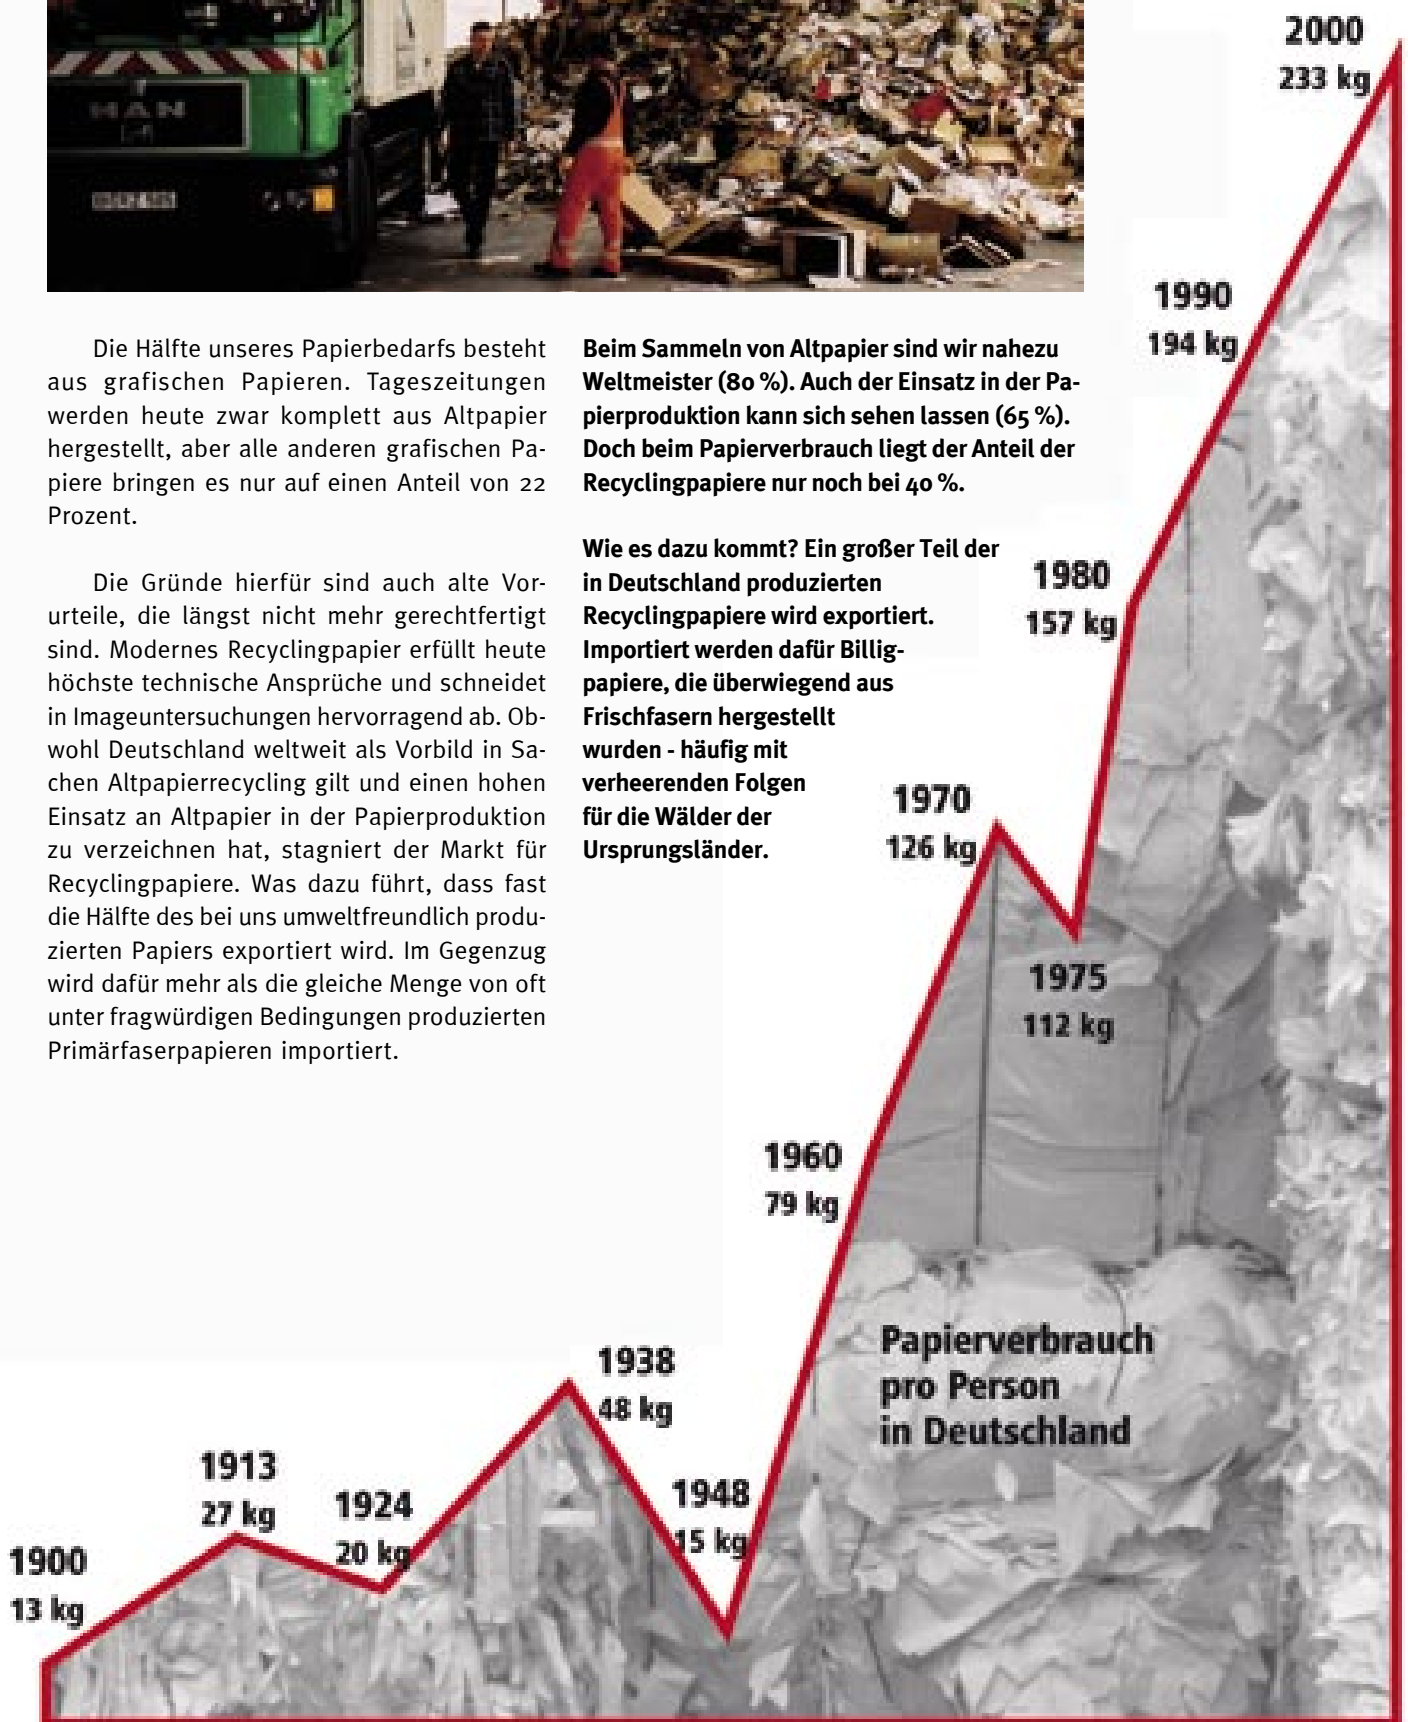 MAN
Die Hälfte unseres Papierbedarfs besteht
aus grafischen Papieren. Tageszeitungen
werden heute zwar komplett aus Altpapier
hergestellt, aber alle anderen grafischen Pa-
piere bringen es nur auf einen Anteil von 22
Prozent.
Die Gründe hierfür sind auch alte Vor-
urteile, die längst nicht mehr gerechtfertigt
sind. Modernes Recyclingpapier erfüllt heute
höchste technische Ansprüche und schneidet
in Imageuntersuchungen hervorragend ab. Ob-
wohl Deutschland weltweit als Vorbild in Sa-
chen Altpapierrecycling gilt und einen hohen
Einsatz an Altpapier in der Papierproduktion
zu verzeichnen hat, stagniert der Markt für
Recyclingpapiere. Was dazu führt, dass fast
die Hälfte des bei uns umweltfreundlich produ-
zierten Papiers exportiert wird. Im Gegenzug
wird dafür mehr als die gleiche Menge von oft
unter fragwürdigen Bedingungen produzierten
Primärfaserpapieren importiert.
Beim Sammeln von Altpapier sind wir nahezu
Weltmeister (80 %). Auch der Einsatz in der Pa-
pierproduktion kann sich sehen lassen (65 %).
Doch beim Papierverbrauch liegt der Anteil der
Recyclingpapiere nur noch bei 40 %.
Wie es dazu kommt? Ein großer Teil der
in Deutschland produzierten
Recyclingpapiere wird exportiert.
Importiert werden dafür Billig-
papiere, die überwiegend aus
Frischfasern hergestellt
wurden - häufig mit
verheerenden Folgen
für die Wälder der
Ursprungsländer.
1900
13 kg
1913
27 kg
1924
20 kg
1938
48 kg
1948
15 kg
1960
79 kg
1970
126 kg
1975
112 kg
1980
157 kg
1990
194 kg
2000
233 kg
Papierverbrauch
pro Person
in Deutschland